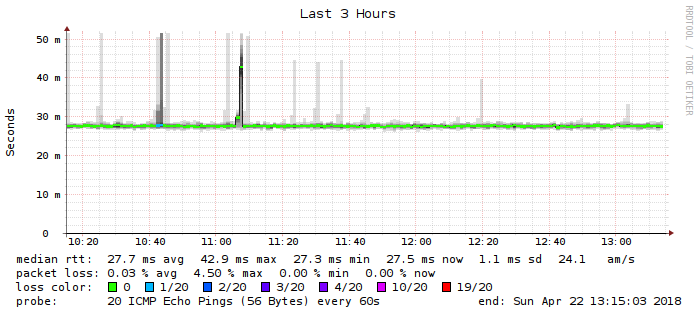 Last 3 Hours
RRDTOOL / TOBI OETIKER
Seconds
50 m
40 m
30 m
20 m
10 m
0
10:20 10:40 11:00 11:20 11:40 12:00 12:20 12:40 13:00
median rtt: 27.7 ms avg 42.9 ms max 27.3 ms min 27.5 ms now 1.1 ms sd 24.1 am/s
packet loss: 0.03 % avg 4.50 % max 0.00 % min 0.00 % now
loss color: 0 1/20 2/20 3/20 4/20 10/20 19/20
probe: 20 ICMP Echo Pings (56 Bytes) every 60s end: Sun Apr 22 13:15:03 2018